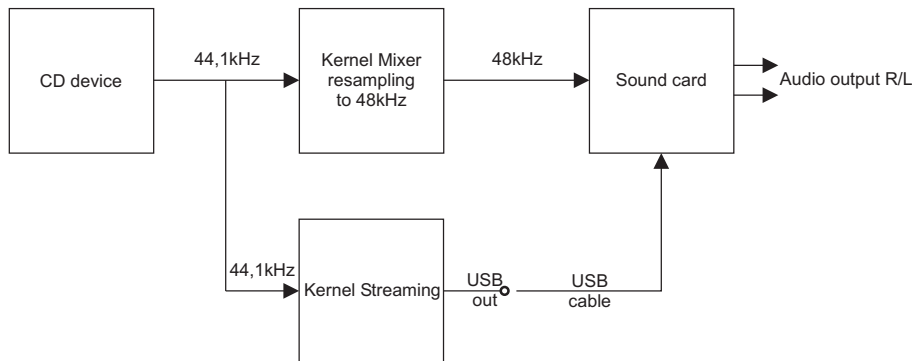 44,1kHz
Kernel Mixer
48kHz
CD device
resampling
to 48kHz
Sound card
Audio output R/L
44,1kHz
Kernel Streaming
USB
out
USB
cable